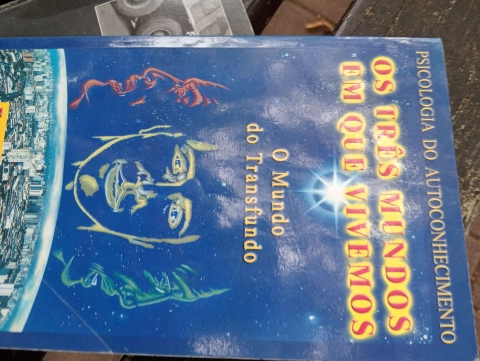 PSICOLOGIA DO AUTOCONHECIMENTO
OS TRÊS MUNDOS
EM QUE VIVEMOS
O Mundo
do Transfundo